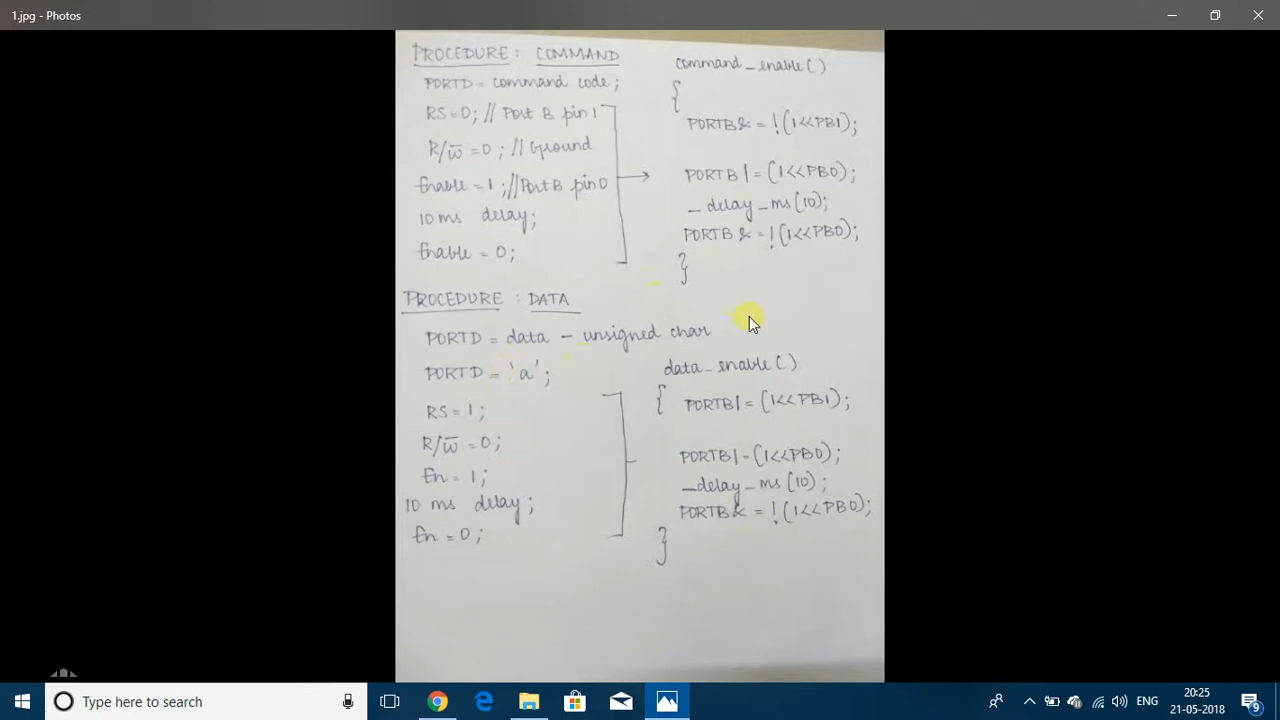 1.jpg - Photos
PROCEDURE: COMMAND
PORTD = command code;
RS = 0; // Port B pin 1
R/w̅ = 0; // Ground
Enable = 1; // Port B pin 0
10 ms delay;
Enable = 0;
command_enable()
{
PORTB & = !(1<<PB1);
PORTB | = (1<<PB0);
_delay_ms(10);
PORTB & = !(1<<PB0);
}
PROCEDURE: DATA
PORTD = data - unsigned char
PORTD = 'a';
RS = 1;
R/w̅ = 0;
En = 1;
10 ms delay;
En = 0;
data_enable()
{ PORTB| = (1<<PB1);
PORTB| = (1<<PB0);
_delay_ms(10);
PORTB & = !(1<<PB0);
}
Type here to search
ENG
20:25
21-05-2018
9